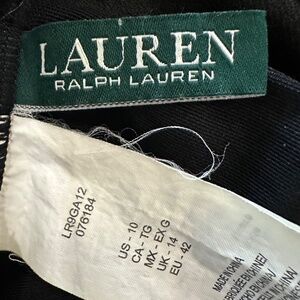 LAUREN
RALPH LAUREN
LR9GA12
076184
US - 10
CA - TG
MX - EX G
UK - 14
EU - 42
MADE IN CHINA